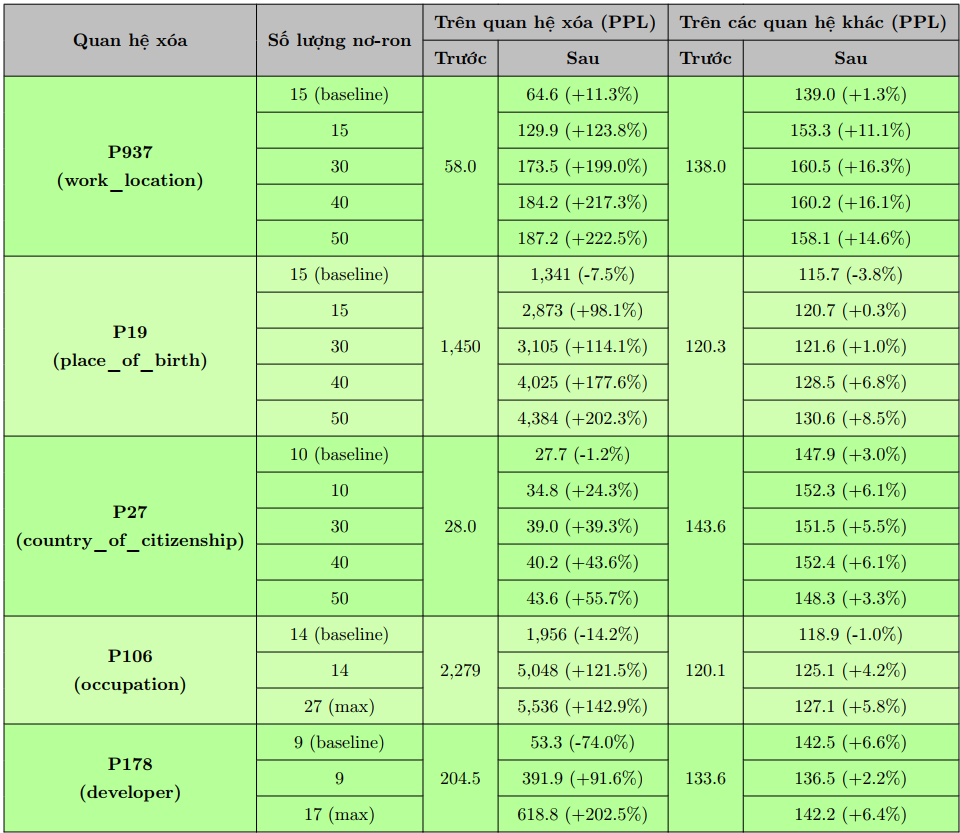 Quan hệ xóa | Số lượng nơ-ron | Trên quan hệ xóa (PPL) | Trên các quan hệ khác (PPL)
Trước | Sau | Trước | Sau
P937 (work_location) | 15 (baseline) | 58.0 | 64.6 (+11.3%) | 138.0 | 139.0 (+1.3%)
15 | 129.9 (+123.8%) | 153.3 (+11.1%)
30 | 173.5 (+199.0%) | 160.5 (+16.3%)
40 | 184.2 (+217.3%) | 160.2 (+16.1%)
50 | 187.2 (+222.5%) | 158.1 (+14.6%)
P19 (place_of_birth) | 15 (baseline) | 1,450 | 1,341 (-7.5%) | 120.3 | 115.7 (-3.8%)
15 | 2,873 (+98.1%) | 120.7 (+0.3%)
30 | 3,105 (+114.1%) | 121.6 (+1.0%)
40 | 4,025 (+177.6%) | 128.5 (+6.8%)
50 | 4,384 (+202.3%) | 130.6 (+8.5%)
P27 (country_of_citizenship) | 10 (baseline) | 28.0 | 27.7 (-1.2%) | 143.6 | 147.9 (+3.0%)
10 | 34.8 (+24.3%) | 152.3 (+6.1%)
30 | 39.0 (+39.3%) | 151.5 (+5.5%)
40 | 40.2 (+43.6%) | 152.4 (+6.1%)
50 | 43.6 (+55.7%) | 148.3 (+3.3%)
P106 (occupation) | 14 (baseline) | 2,279 | 1,956 (-14.2%) | 120.1 | 118.9 (-1.0%)
14 | 5,048 (+121.5%) | 125.1 (+4.2%)
27 (max) | 5,536 (+142.9%) | 127.1 (+5.8%)
P178 (developer) | 9 (baseline) | 204.5 | 53.3 (-74.0%) | 133.6 | 142.5 (+6.6%)
9 | 391.9 (+91.6%) | 136.5 (+2.2%)
17 (max) | 618.8 (+202.5%) | 142.2 (+6.4%)